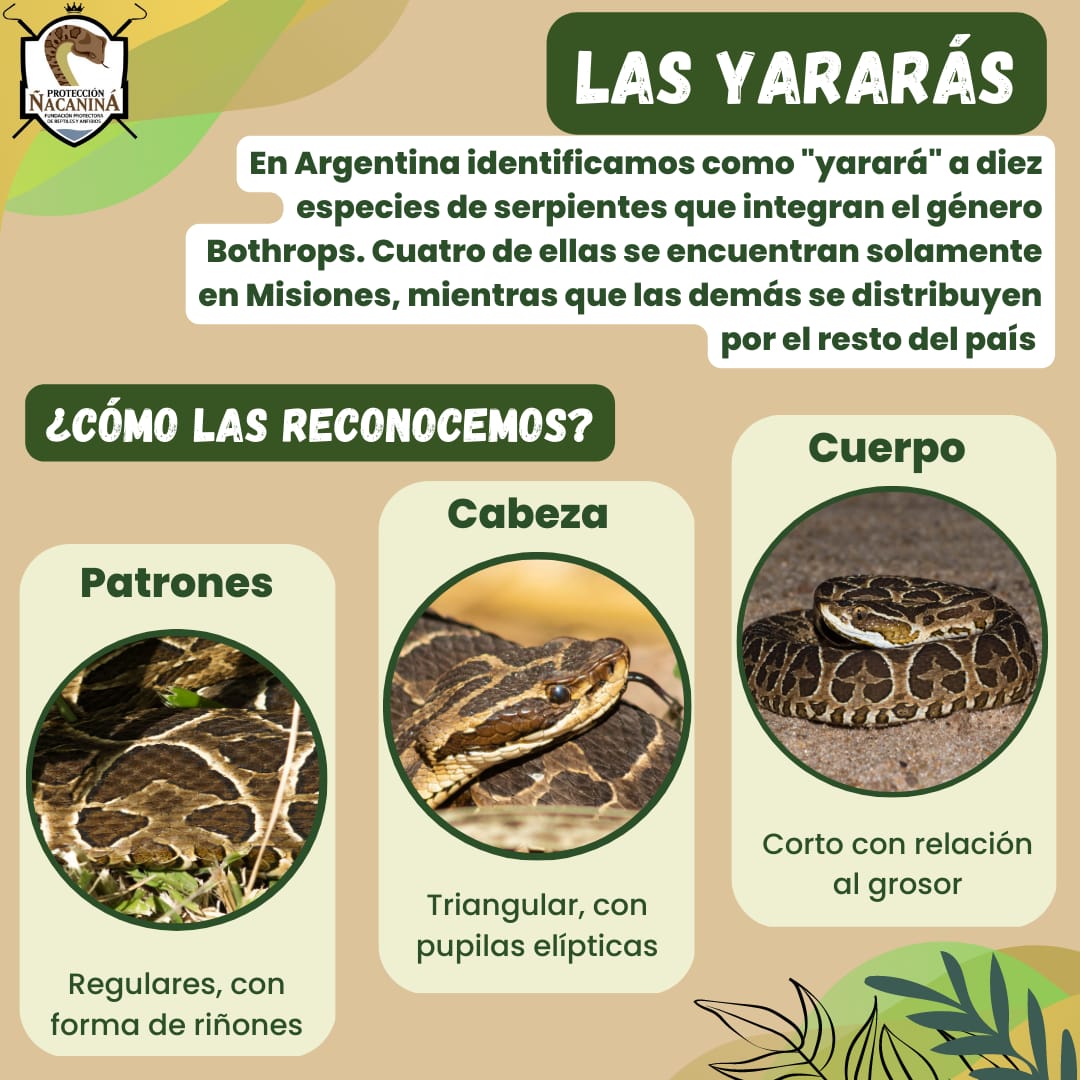 PROTECCIÓN
ÑACANINÁ
FUNDACIÓN PROTECTORA
DE REPTILES Y ANFIBIOS
LAS YARARÁS
En Argentina identificamos como "yarará" a diez
especies de serpientes que integran el género
Bothrops. Cuatro de ellas se encuentran solamente
en Misiones, mientras que las demás se distribuyen
por el resto del país
¿CÓMO LAS RECONOCEMOS?
Patrones
Regulares, con
forma de riñones
Cabeza
Triangular, con
pupilas elípticas
Cuerpo
Corto con relación
al grosor